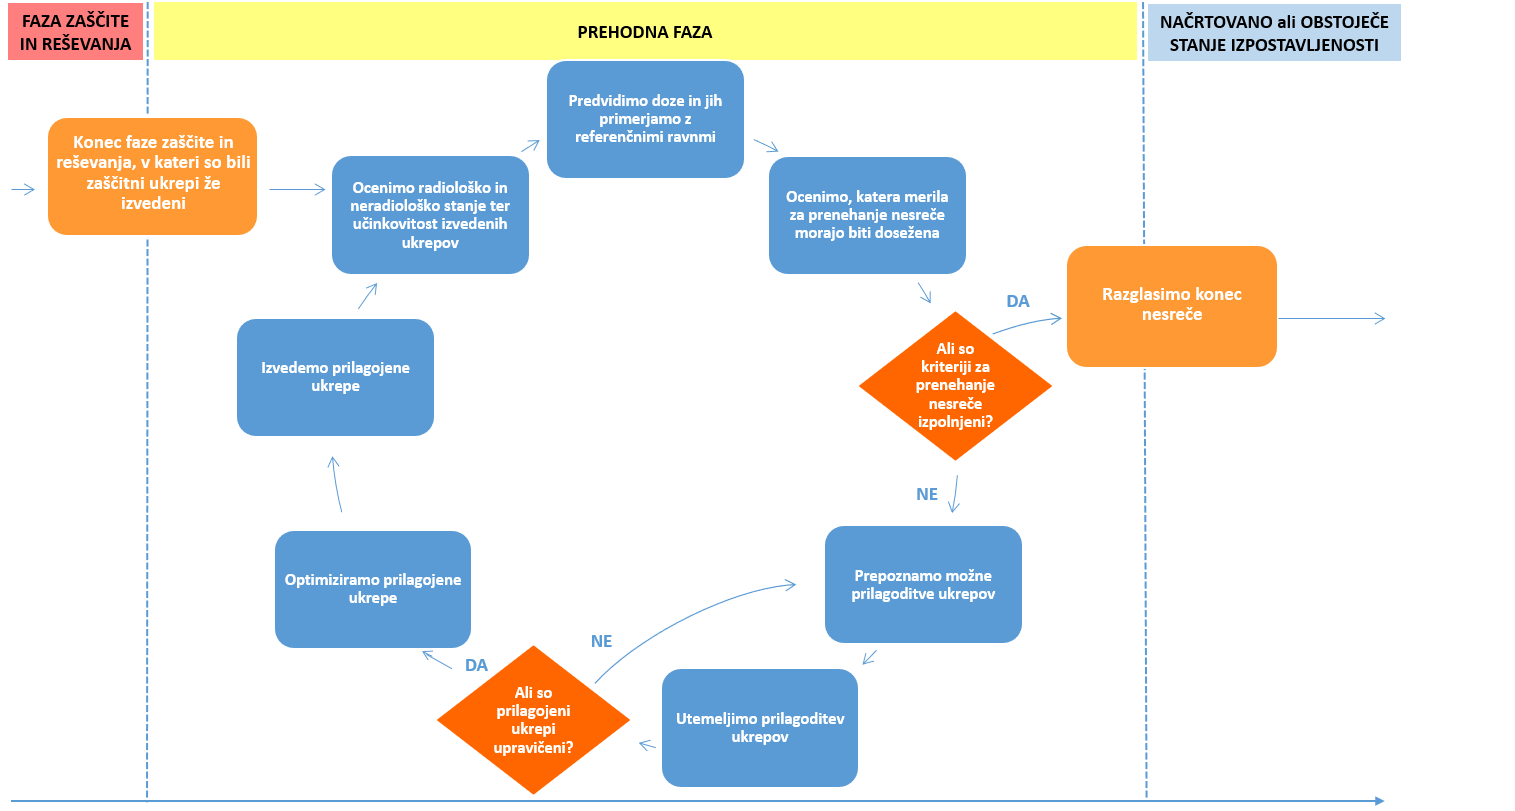 FAZA ZAŠČITE
IN REŠEVANJA
PREHODNA FAZA
NAČRTOVANO ali OBSTOJEČE
STANJE IZPOSTAVLJENOSTI
Konec faze zaščite in
reševanja, v kateri so bili
zaščitni ukrepi že
izvedeni
Ocenimo radiološko in
neradiološko stanje ter
učinkovitost izvedenih
ukrepov
Predvidimo doze in jih
primerjamo z
referenčnimi ravnmi
Ocenimo, katera merila
za prenehanje nesreče
morajo biti dosežena
Ali so
kriteriji za
prenehanje
nesreče
izpolnjeni?
DA
Razglasimo konec
nesreče
NE
Prepoznamo možne
prilagoditve ukrepov
Utemeljimo prilagoditev
ukrepov
Ali so
prilagojeni
ukrepi
upravičeni?
NE
DA
Optimiziramo prilagojene
ukrepe
Izvedemo prilagojene
ukrepe